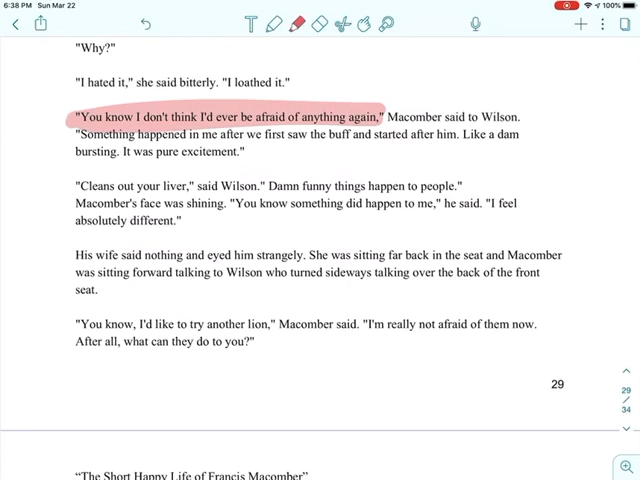 6:38 PM Sun Mar 22
100%
"Why?"
"I hated it," she said bitterly. "I loathed it."
"You know I don't think I'd ever be afraid of anything again," Macomber said to Wilson.
"Something happened in me after we first saw the buff and started after him. Like a dam
bursting. It was pure excitement."
"Cleans out your liver," said Wilson." Damn funny things happen to people."
Macomber's face was shining. "You know something did happen to me," he said. "I feel
absolutely different."
His wife said nothing and eyed him strangely. She was sitting far back in the seat and Macomber
was sitting forward talking to Wilson who turned sideways talking over the back of the front
seat.
"You know, I'd like to try another lion," Macomber said. "I'm really not afraid of them now.
After all, what can they do to you?"
29
29
/
34
“The Short Happy Life of Francis Macomber”